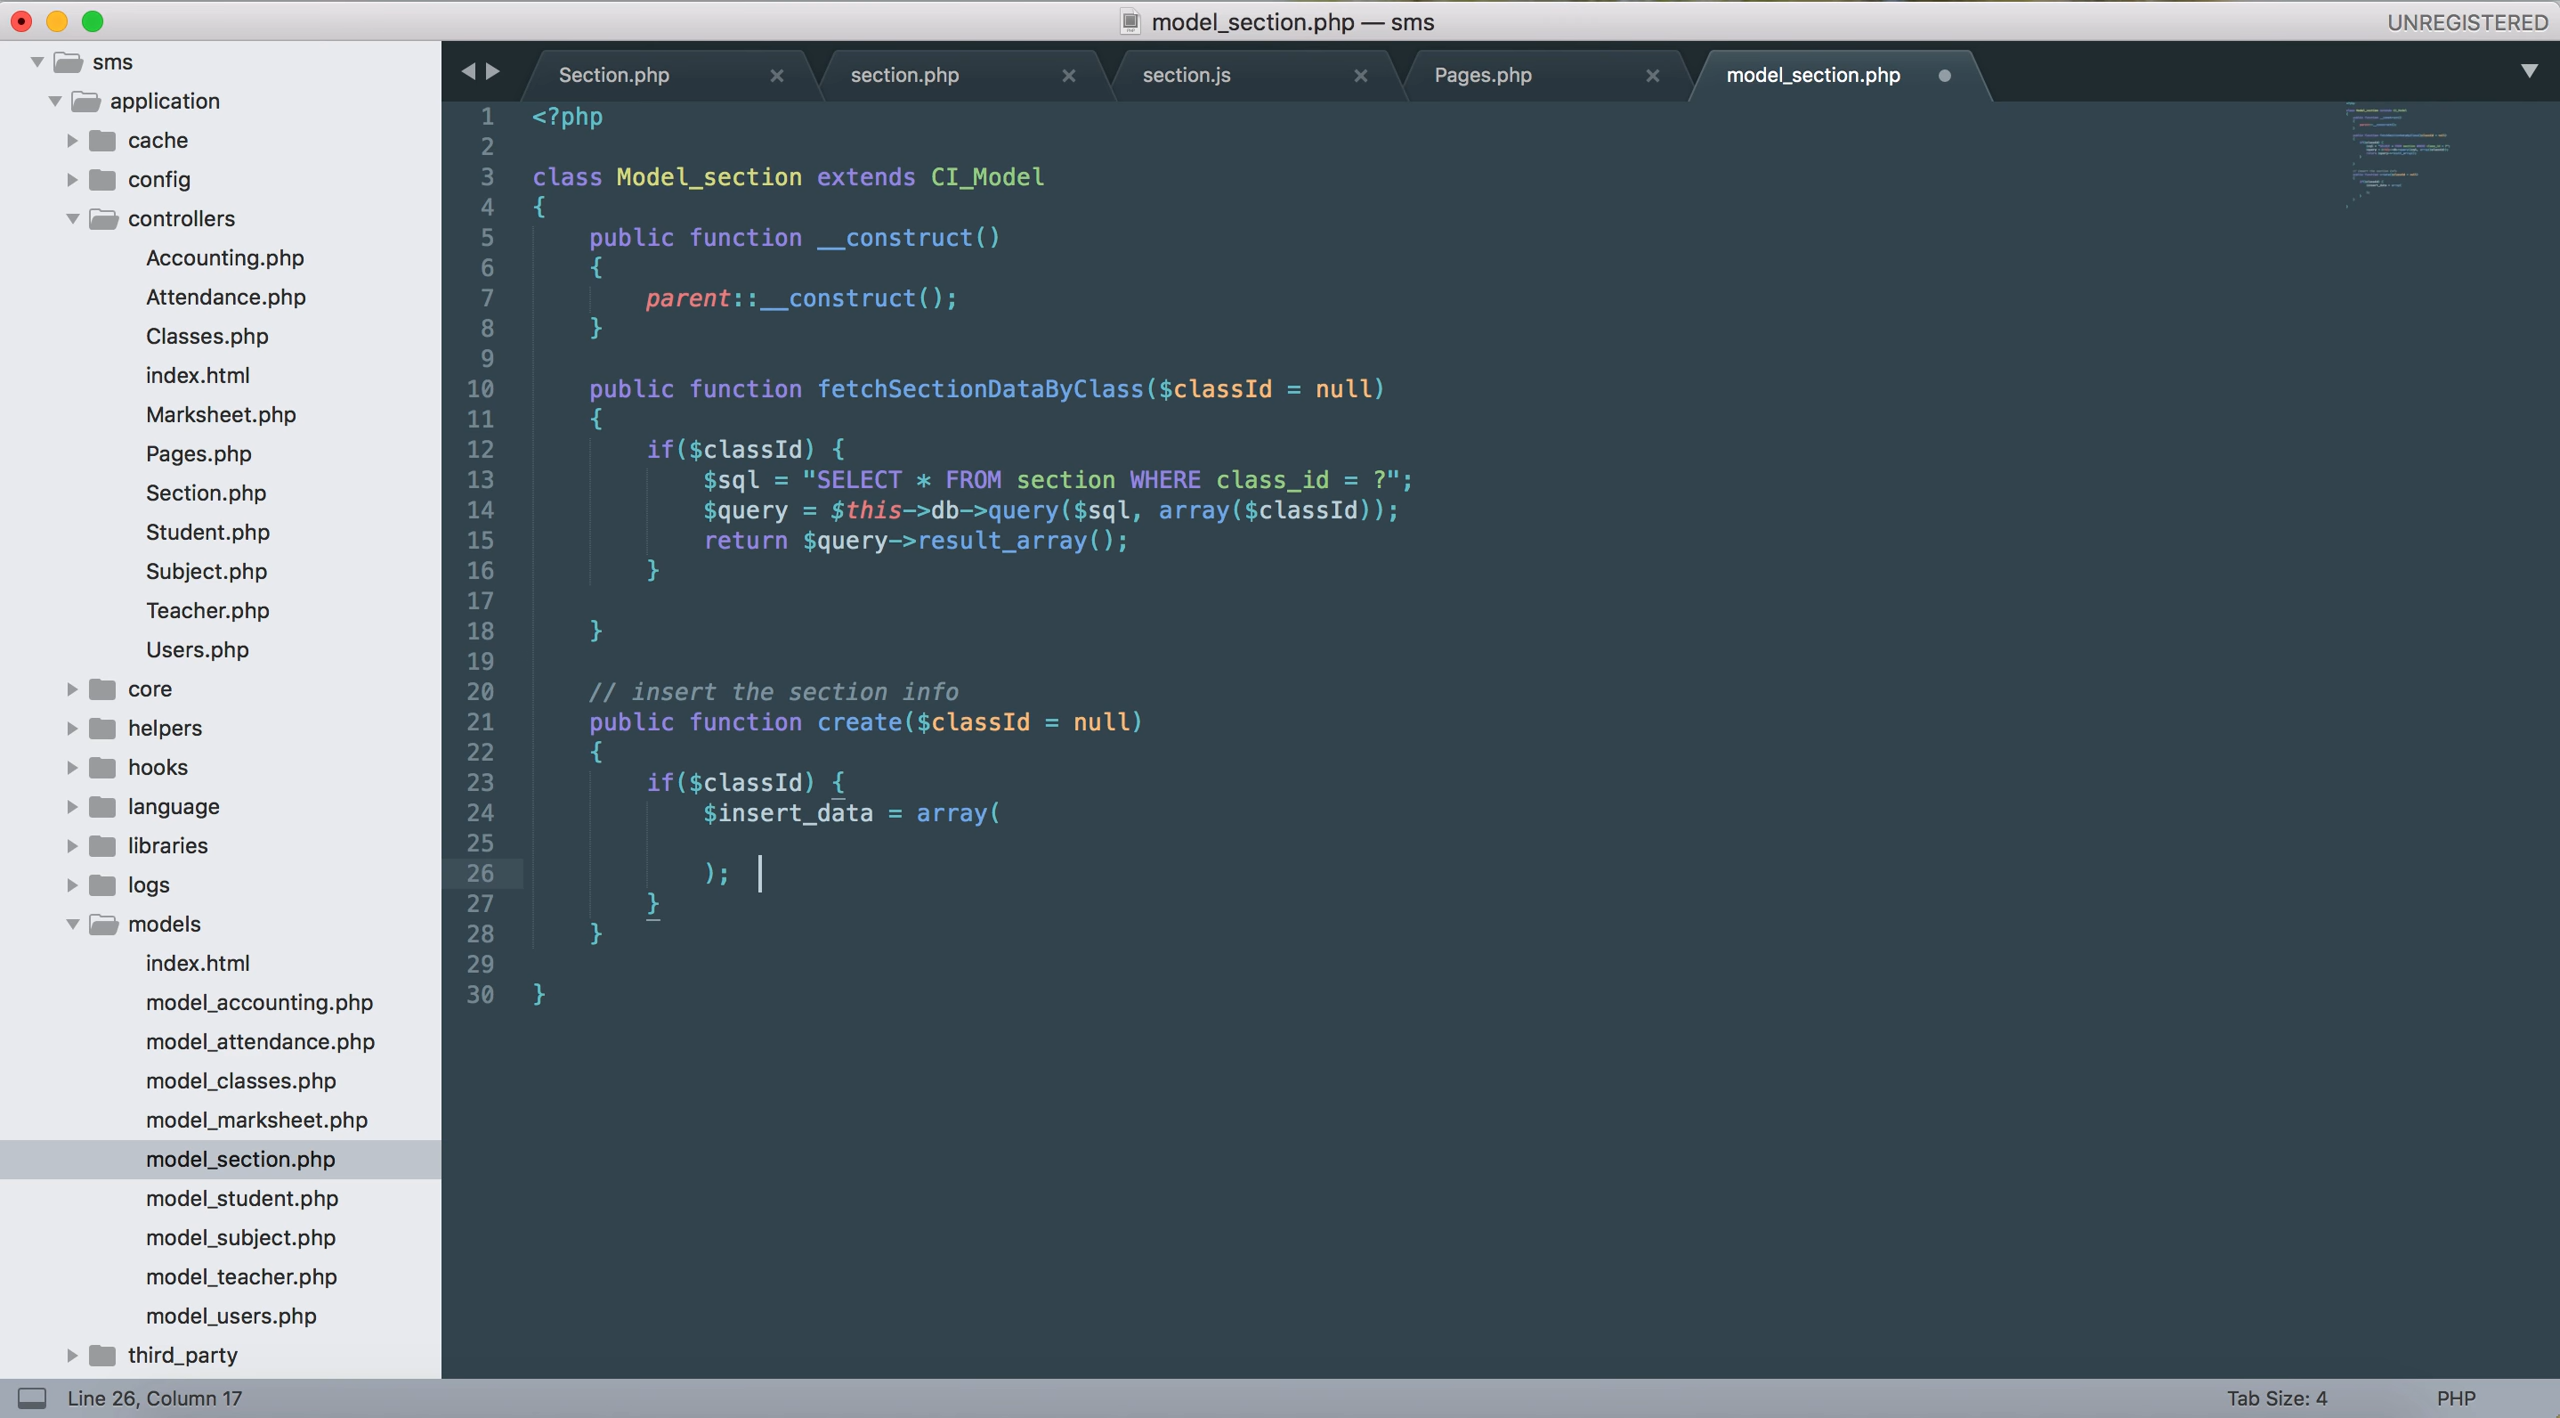 model_section.php — sms
UNREGISTERED
sms
application
cache
config
controllers
Accounting.php
Attendance.php
Classes.php
index.html
Marksheet.php
Pages.php
Section.php
Student.php
Subject.php
Teacher.php
Users.php
core
helpers
hooks
language
libraries
logs
models
index.html
model_accounting.php
model_attendance.php
model_classes.php
model_marksheet.php
model_section.php
model_student.php
model_subject.php
model_teacher.php
model_users.php
third_party
Section.php
section.php
section.js
Pages.php
model_section.php
1 <?php
2
3 class Model_section extends CI_Model
4 {
5     public function __construct()
6     {
7         parent::__construct();
8     }
9
10     public function fetchSectionDataByClass($classId = null)
11     {
12         if($classId) {
13             $sql = "SELECT * FROM section WHERE class_id = ?";
14             $query = $this->db->query($sql, array($classId));
15             return $query->result_array();
16         }
17
18     }
19
20     // insert the section info
21     public function create($classId = null)
22     {
23         if($classId) {
24             $insert_data = array(
25
26             );
27         }
28     }
29
30 }
Line 26, Column 17
Tab Size: 4
PHP